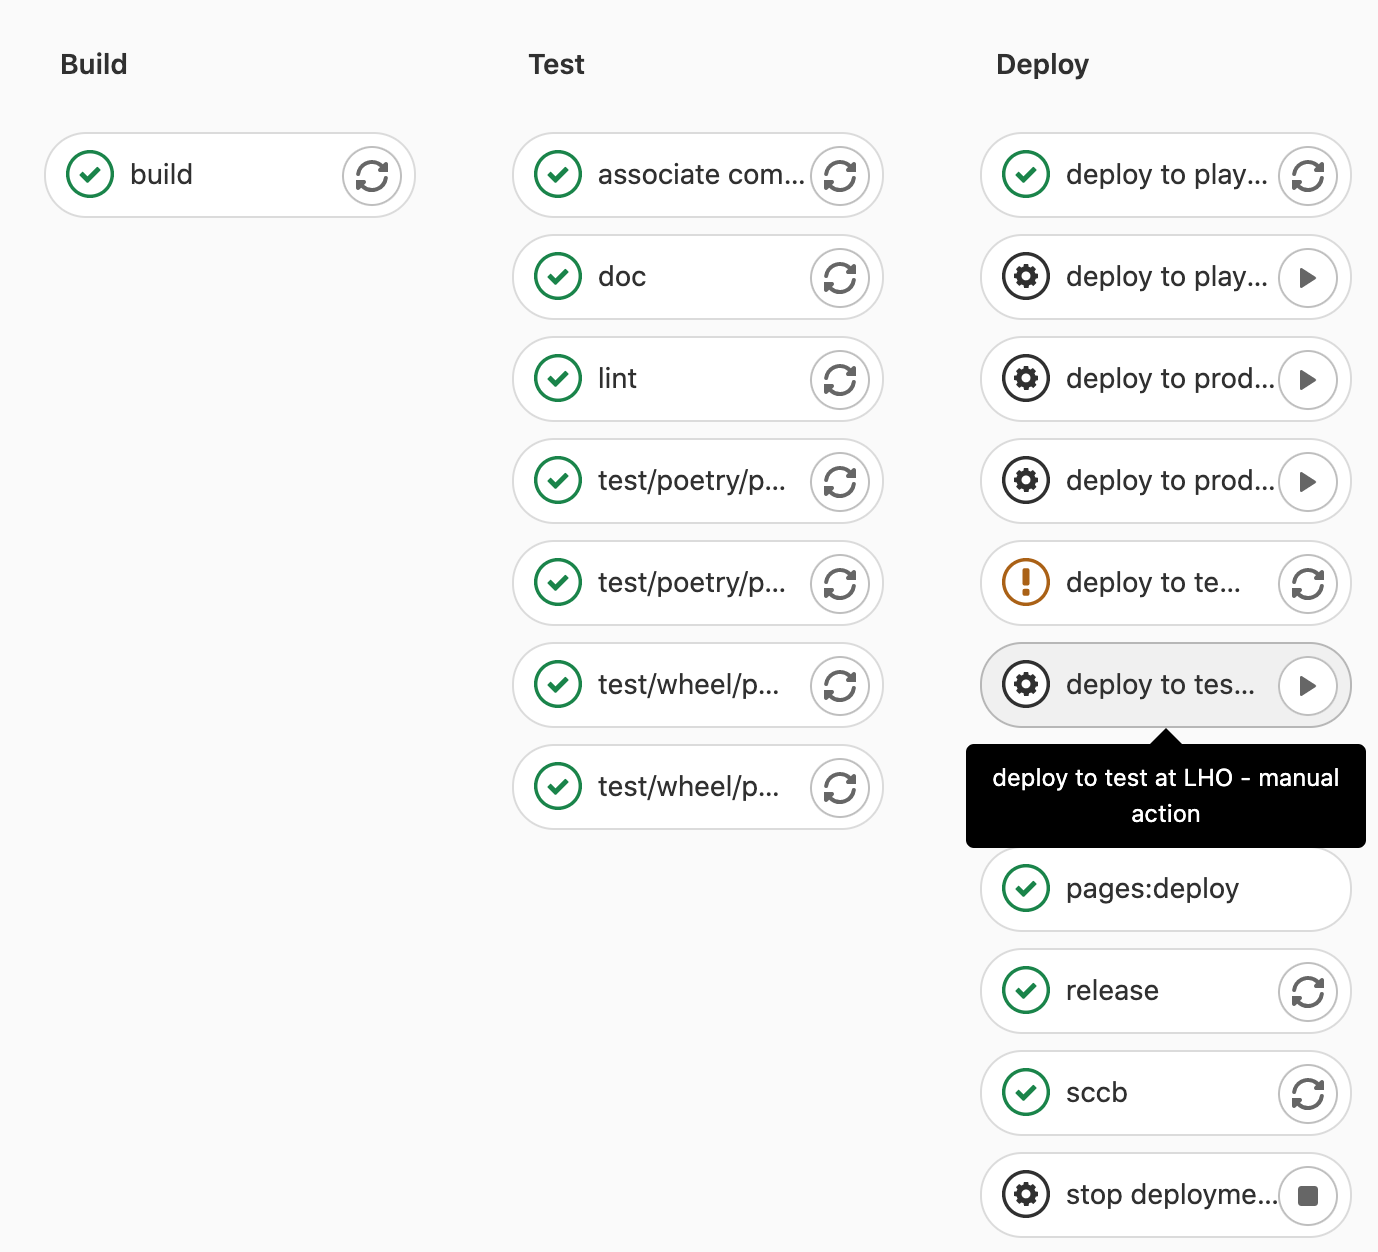 Build
Test
Deploy
build
associate com...
doc
lint
test/poetry/p...
test/poetry/p...
test/wheel/p...
test/wheel/p...
deploy to play...
deploy to play...
deploy to prod...
deploy to prod...
deploy to te...
deploy to tes...
deploy to test at LHO - manual
action
pages:deploy
release
sccb
stop deployme...